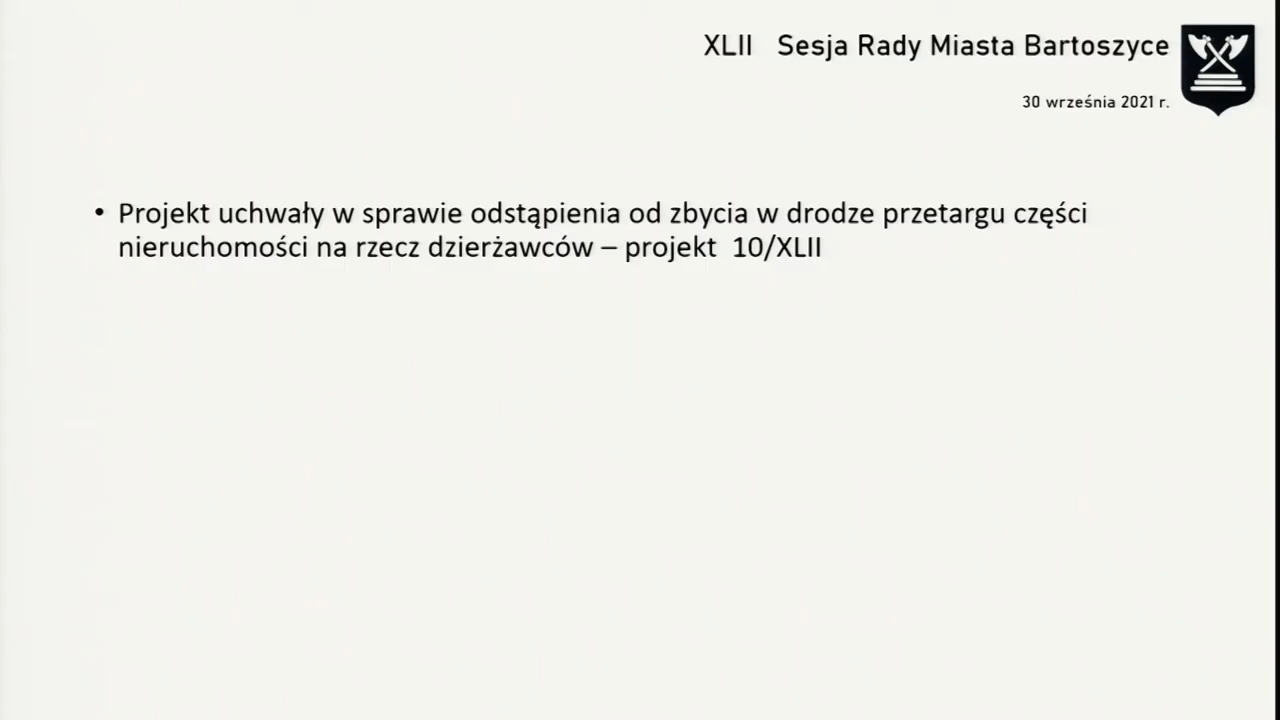 XLII Sesja Rady Miasta Bartoszyce
30 września 2021 r.
• Projekt uchwały w sprawie odstąpienia od zbycia w drodze przetargu części
nieruchomości na rzecz dzierżawców – projekt 10/XLII